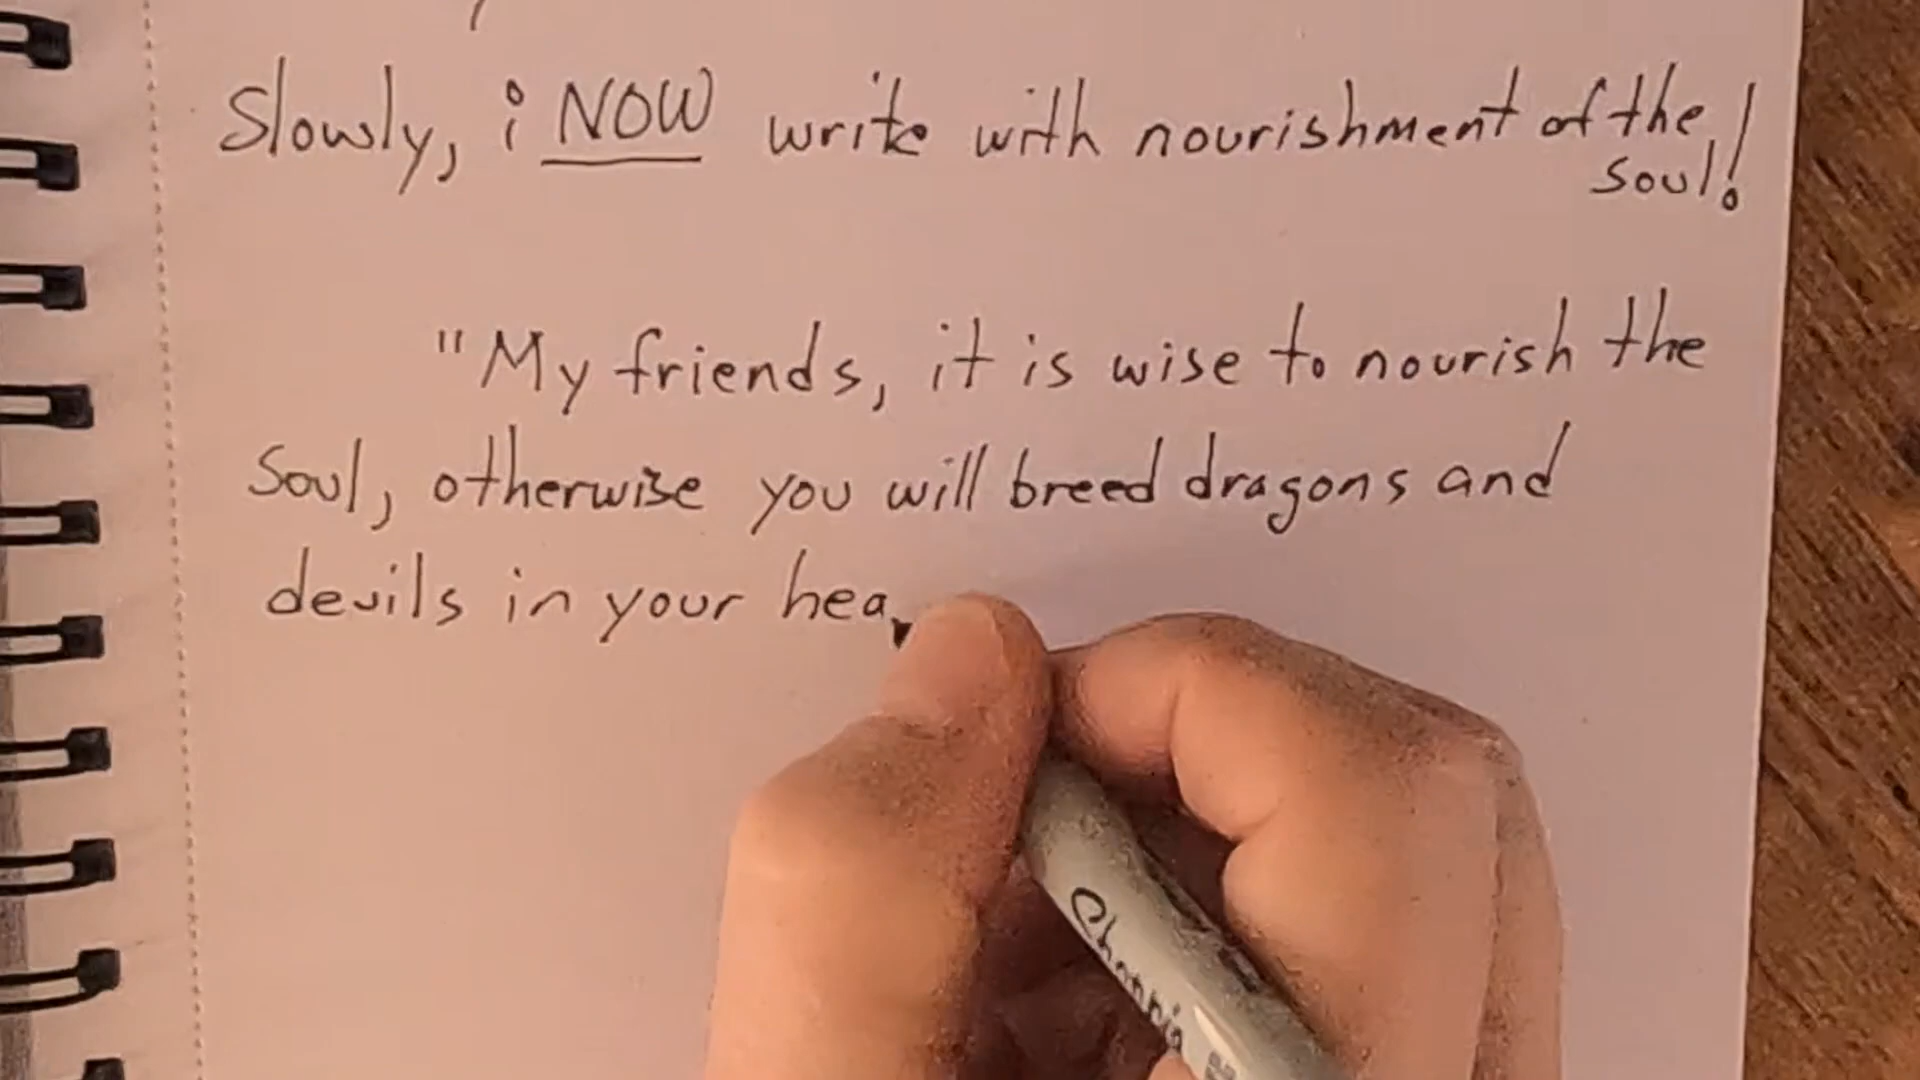 Slowly, i NOW write with nourishment of the
soul!
"My friends, it is wise to nourish the
Soul, otherwise you will breed dragons and
devils in your hea